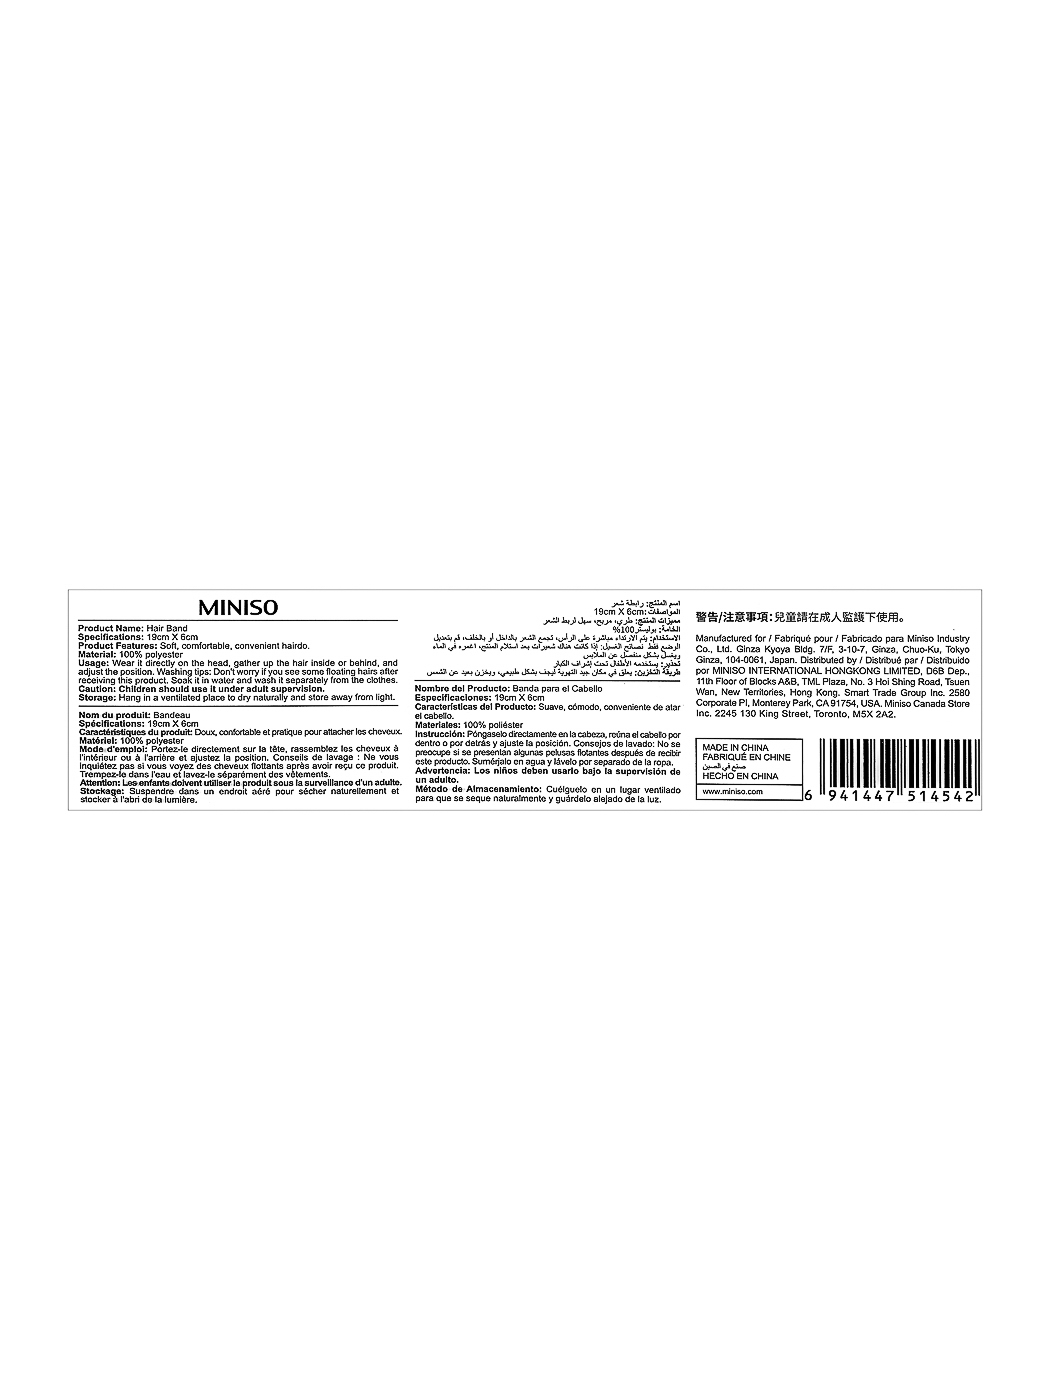 MINISO
Product Name: Hair Band
Specifications: 19cm X 6cm
Product Features: Soft, comfortable, convenient hairdo.
Material: 100% polyester
Usage: Wear it directly on the head, gather up the hair inside or behind, and
adjust the position. Washing tips: Don't worry if you see some floating hairs after
receiving this product. Soak it in water and wash it separately from the clothes.
Caution: Children should use it under adult supervision.
Storage: Hang in a ventilated place to dry naturally and store away from light.
Nom du produit: Bandeau
Spécifications: 19cm X 6cm
Caractéristiques du produit: Doux, confortable et pratique pour attacher les cheveux.
Matériel: 100% polyester
Mode d'emploi: Portez-le directement sur la tête, rassemblez les cheveux à
l'intérieur ou à l'arrière et ajustez la position. Conseils de lavage : Ne vous
inquiétez pas si vous voyez des cheveux flottants après avoir reçu ce produit.
Trempez-le dans l'eau et lavez-le séparément des vêtements.
Attention: Les enfants doivent utiliser le produit sous la surveillance d'un adulte.
Stockage: Suspendre dans un endroit aéré pour sécher naturellement et
stocker à l'abri de la lumière.
اسم المنتج: رابطة شعر
المواصفات: 19cm X 6cm
مميزات المنتج: طري، مريح، سهل لربط الشعر
الخامة: بوليستر 100%
الاستخدام: يتم الارتداء مباشرة على الرأس، تجمع الشعر بالداخل أو بالخلف، قم بتعديل
الوضع فقط نصائح الغسيل: إذا كانت هناك شعيرات بعد استلام المنتج، اغمره في الماء
ويغسل بشكل منفصل عن الملابس
تحذير: يستخدمه الأطفال تحت إشراف الكبار
طريقة التخزين: يعلق في مكان جيد التهوية ليجف بشكل طبيعي، ويخزن بعيد عن الشمس
Nombre del Producto: Banda para el Cabello
Especificaciones: 19cm X 6cm
Características del Producto: Suave, cómodo, conveniente de atar
el cabello.
Materiales: 100% poliéster
Instrucción: Póngaselo directamente en la cabeza, reúna el cabello por
dentro o por detrás y ajuste la posición. Consejos de lavado: No se
preocupe si se presentan algunas pelusas flotantes después de recibir
este producto. Sumérjalo en agua y lávelo por separado de la ropa.
Advertencia: Los niños deben usarlo bajo la supervisión de
un adulto.
Método de Almacenamiento: Cuélguelo en un lugar ventilado
para que se seque naturalmente y guárdelo alejado de la luz.
警告/注意事項: 兒童請在成人監護下使用。
Manufactured for / Fabriqué pour / Fabricado para Miniso Industry
Co., Ltd. Ginza Kyoya Bldg. 7/F, 3-10-7, Ginza, Chuo-Ku, Tokyo
Ginza, 104-0061, Japan. Distributed by / Distribué par / Distribuido
por MINISO INTERNATIONAL HONGKONG LIMITED, D6B Dep.,
11th Floor of Blocks A&B, TML Plaza, No. 3 Hoi Shing Road, Tsuen
Wan, New Territories, Hong Kong. Smart Trade Group Inc. 2580
Corporate Pl, Monterey Park, CA 91754, USA. Miniso Canada Store
Inc. 2245 130 King Street, Toronto, M5X 2A2.
MADE IN CHINA
FABRIQUÉ EN CHINE
صنع في الصين
HECHO EN CHINA
www.miniso.com
6 941447 514542